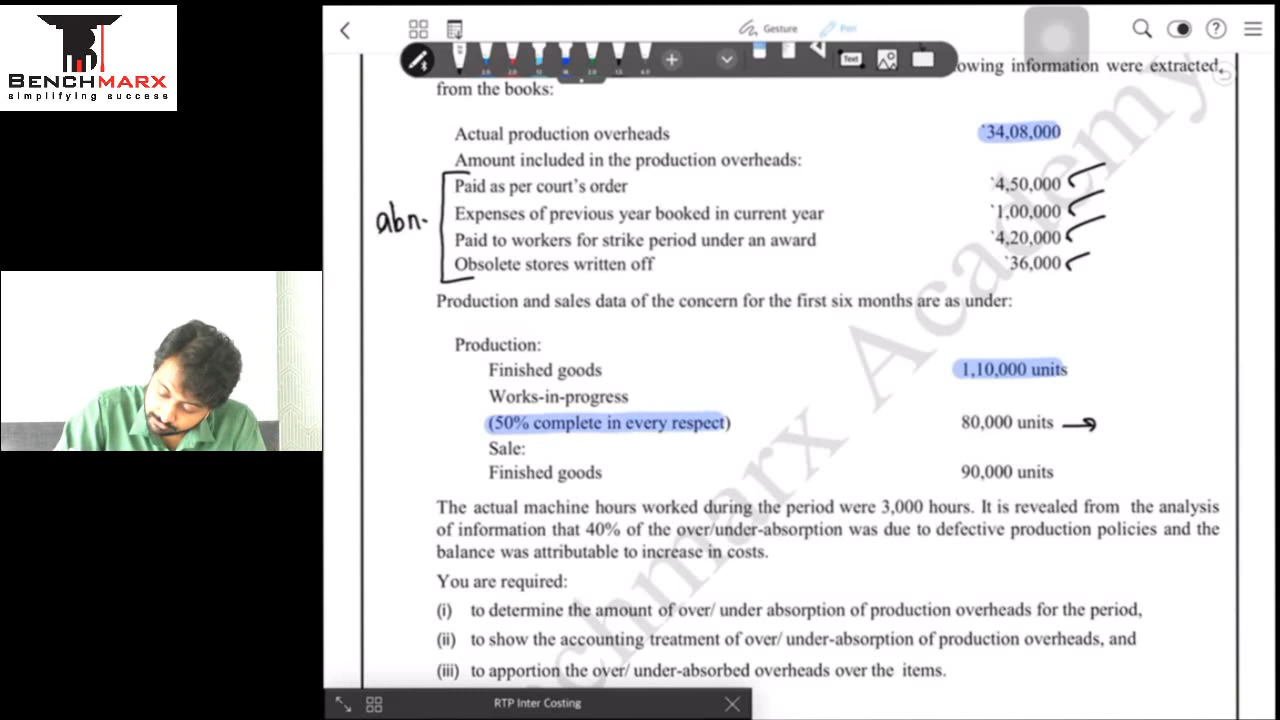 BENCHMARX
simplifying success
Gesture
Pen
Text
owing information were extracted,
from the books:
Actual production overheads `34,08,000
Amount included in the production overheads:
abn.
Paid as per court's order `4,50,000
Expenses of previous year booked in current year `1,00,000
Paid to workers for strike period under an award `4,20,000
Obsolete stores written off `36,000
Production and sales data of the concern for the first six months are as under:
Production:
Finished goods 1,10,000 units
Works-in-progress
(50% complete in every respect) 80,000 units
Sale:
Finished goods 90,000 units
The actual machine hours worked during the period were 3,000 hours. It is revealed from the analysis
of information that 40% of the over/under-absorption was due to defective production policies and the
balance was attributable to increase in costs.
You are required:
(i) to determine the amount of over/ under absorption of production overheads for the period,
(ii) to show the accounting treatment of over/ under-absorption of production overheads, and
(iii) to apportion the over/ under-absorbed overheads over the items.
Benchmarx Academy
RTP Inter Costing